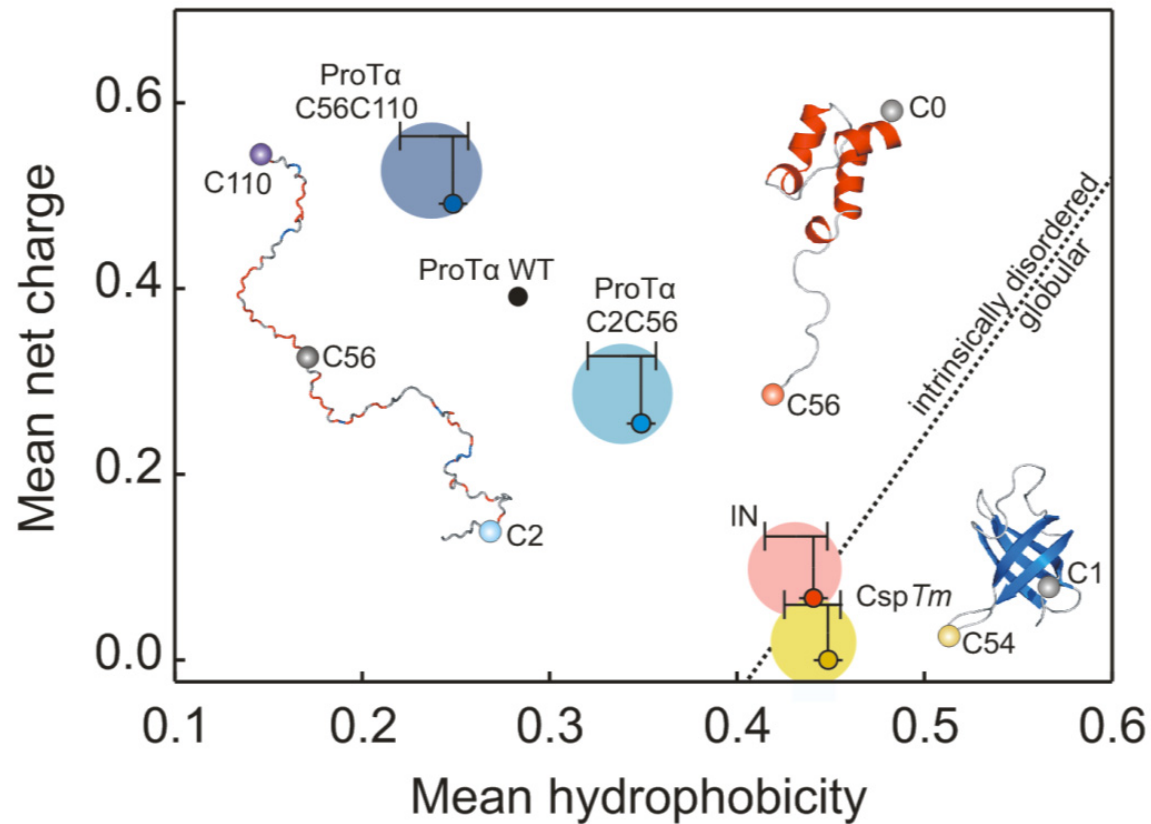 Mean net charge
0.6
0.4
0.2
0.0
ProTα
C56C110
C110
C0
ProTα WT
ProTα
C2C56
C56
C56
intrinsically disordered
globular
C2
IN
CspTm
C1
C54
0.1
0.2
0.3
0.4
0.5
0.6
Mean hydrophobicity